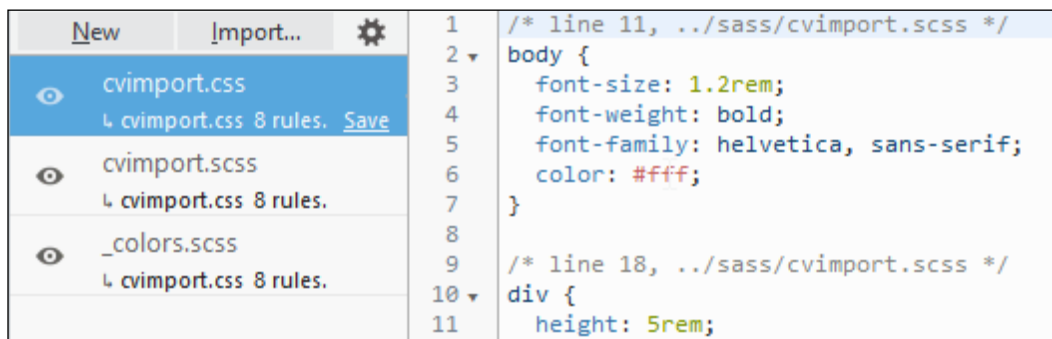 New Import...
cvimport.css
↳ cvimport.css 8 rules. Save
cvimport.scss
↳ cvimport.css 8 rules.
_colors.scss
↳ cvimport.css 8 rules.
1 /* line 11, ../sass/cvimport.scss */
2 body {
3 font-size: 1.2rem;
4 font-weight: bold;
5 font-family: helvetica, sans-serif;
6 color: #fff;
7 }
8
9 /* line 18, ../sass/cvimport.scss */
10 div {
11 height: 5rem;